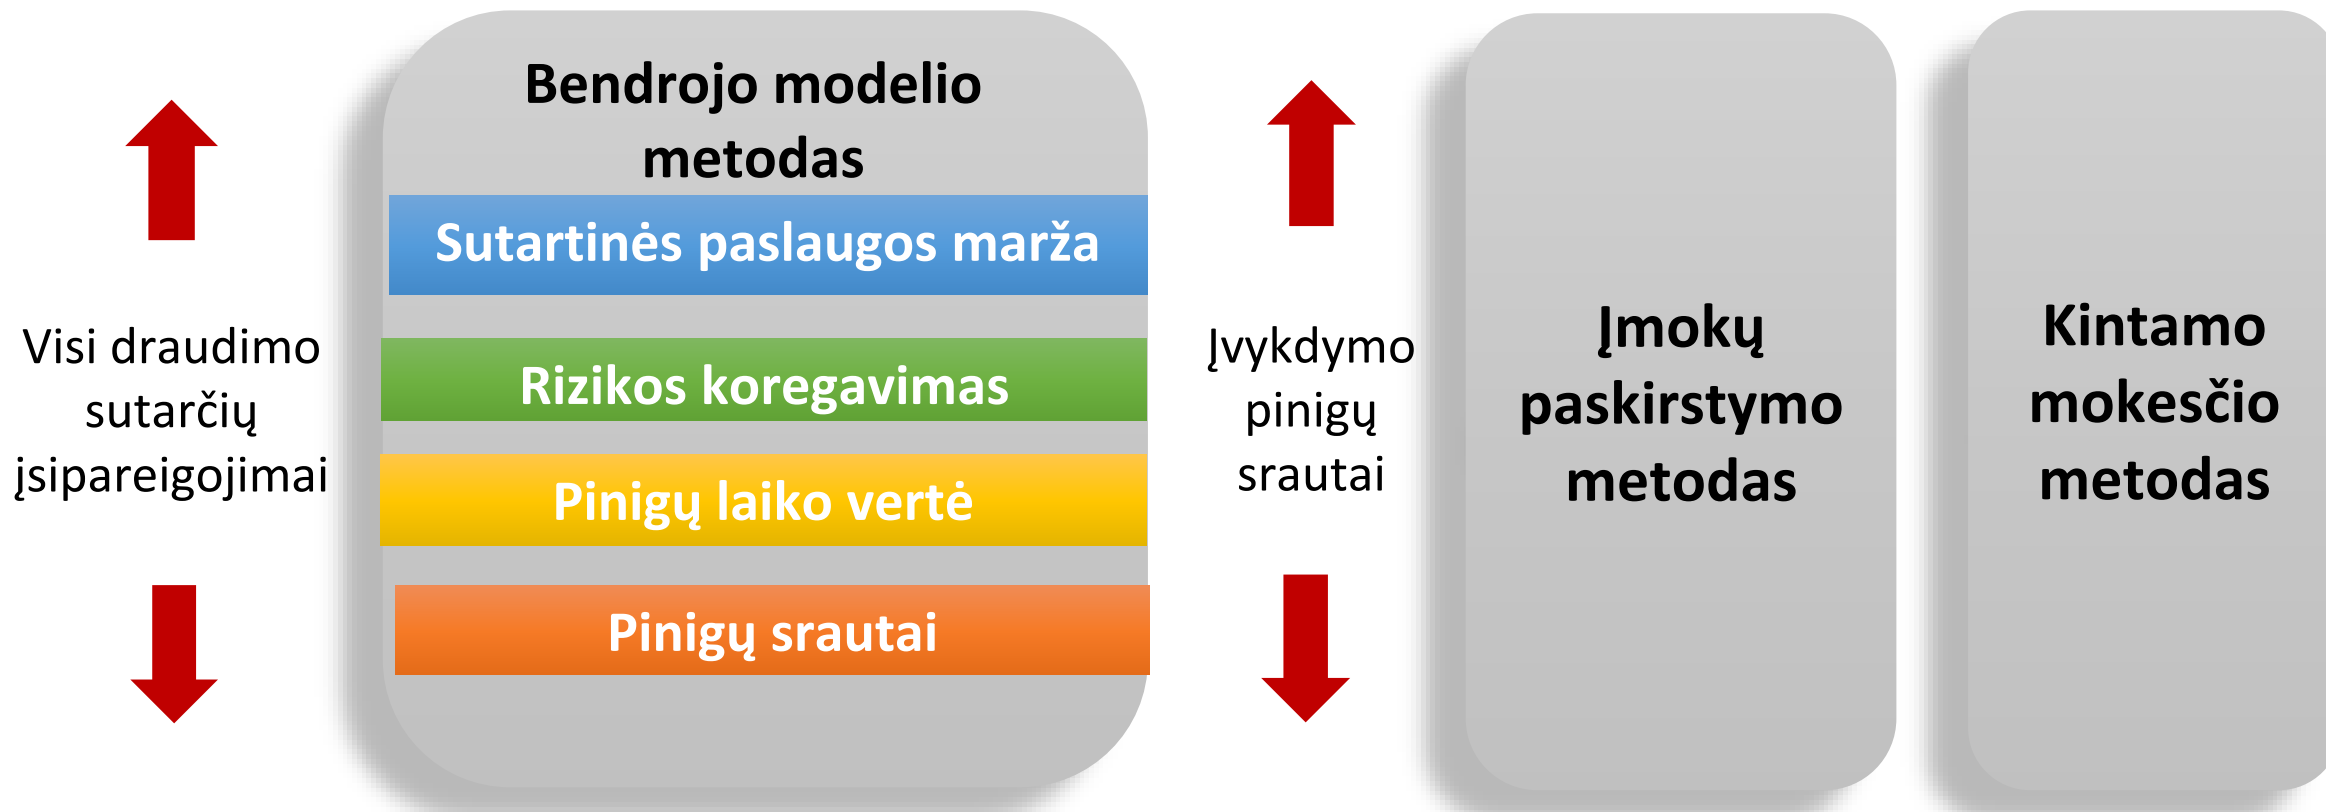 Visi draudimo
sutarčių
įsipareigojimai
Bendrojo modelio
metodas
Sutartinės paslaugos marža
Rizikos koregavimas
Pinigų laiko vertė
Pinigų srautai
Įvykdymo
pinigų
srautai
Įmokų
paskirstymo
metodas
Kintamo
mokesčio
metodas